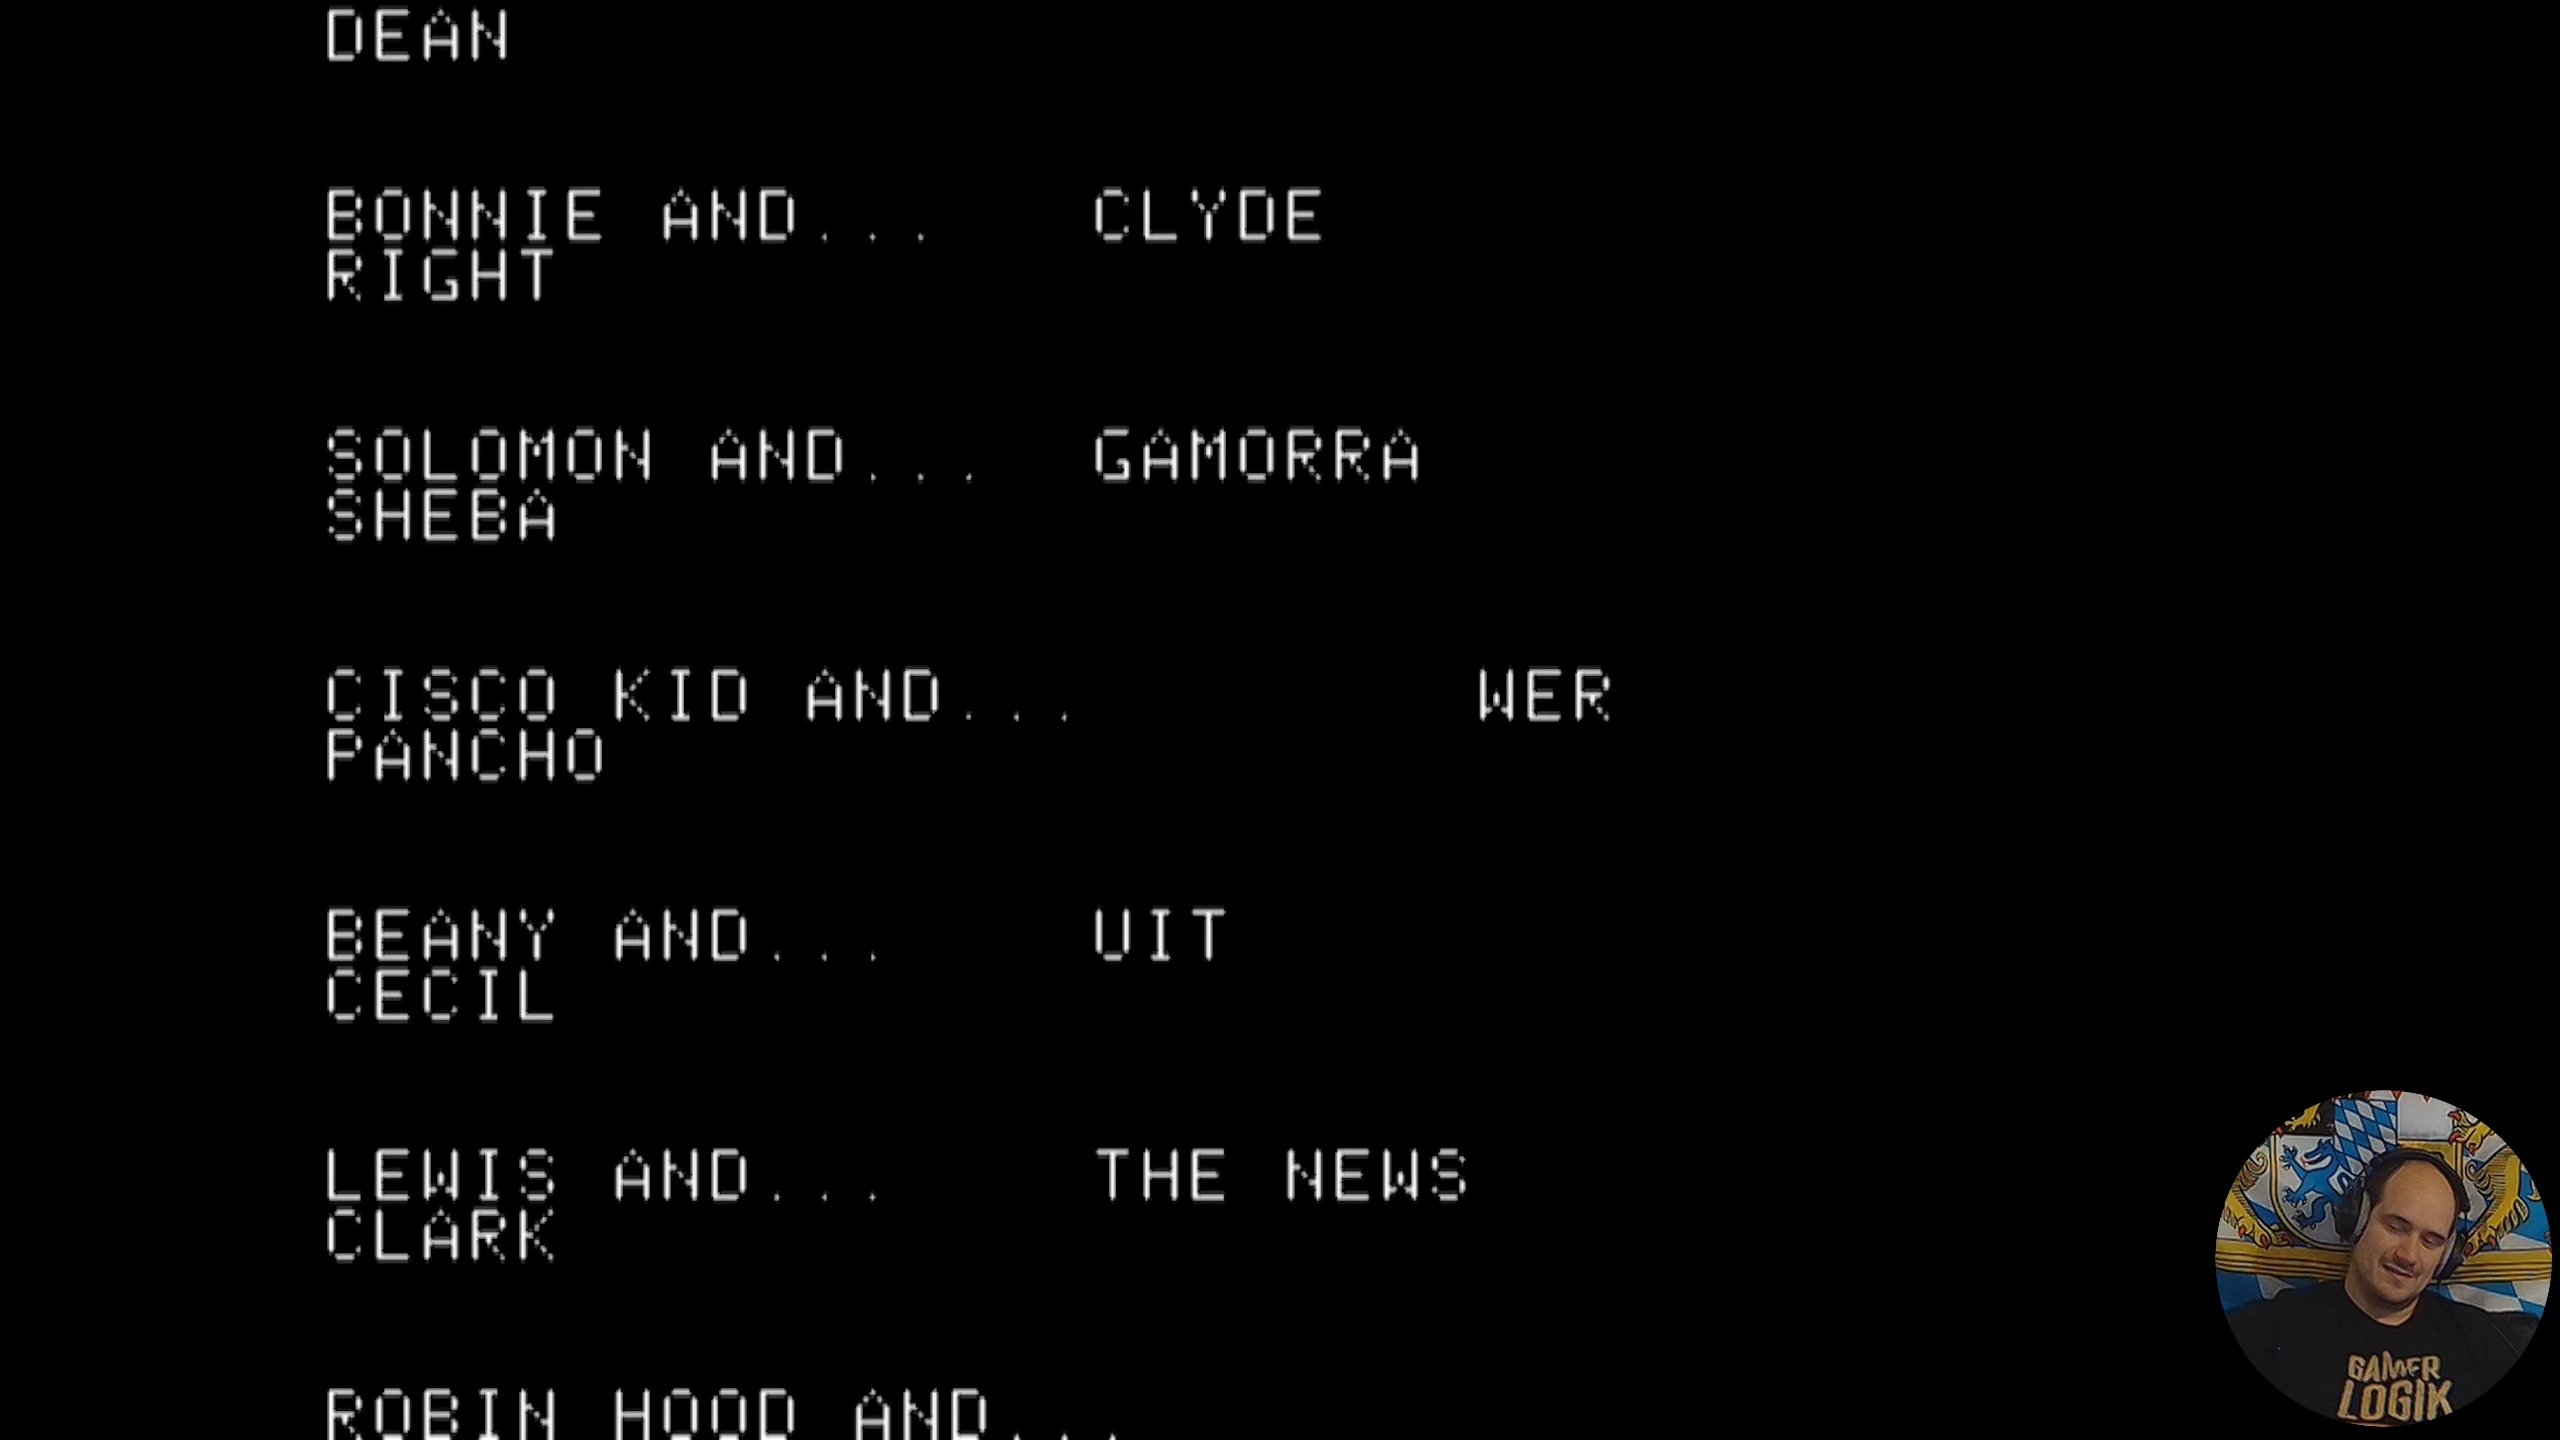 DEAN
BONNIE AND... CLYDE
RIGHT
SOLOMON AND... GAMORRA
SHEBA
CISCO KID AND... WER
PANCHO
BEANY AND... UIT
CECIL
LEWIS AND... THE NEWS
CLARK
ROBIN HOOD AND...
GAMER
LOGIK